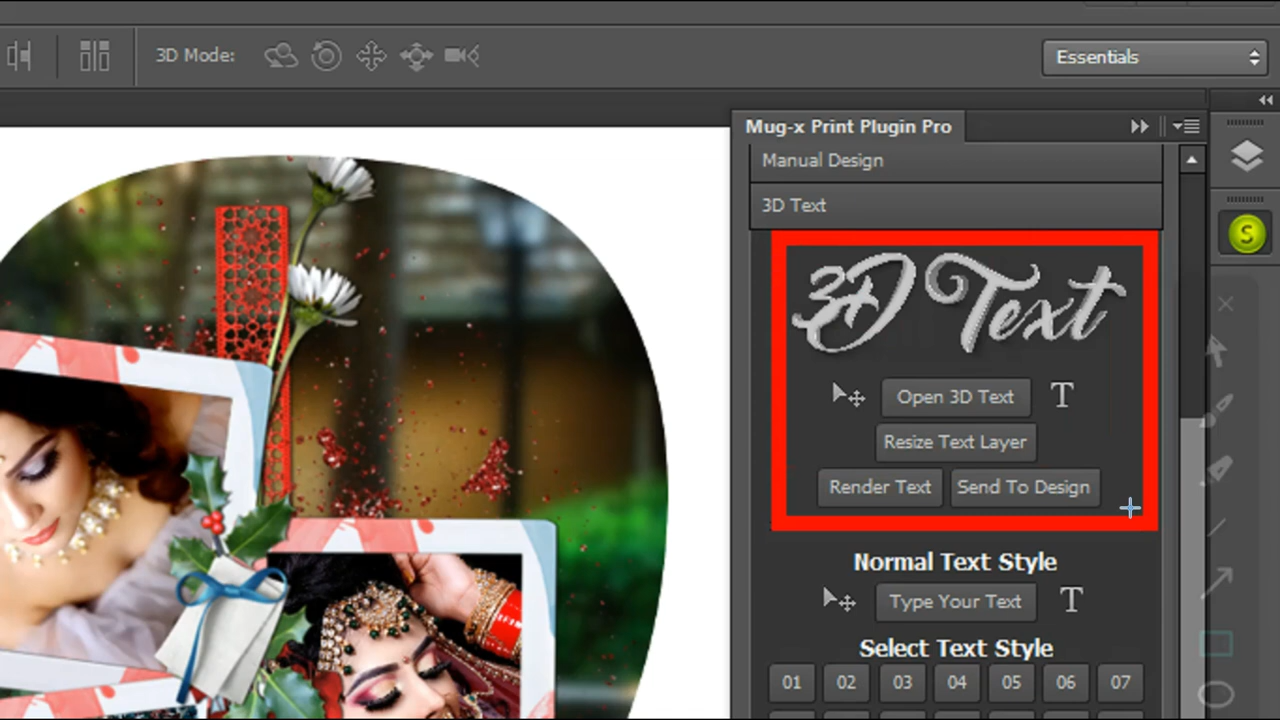 3D Mode:
Essentials
Mug-x Print Plugin Pro
Manual Design
3D Text
3D Text
Open 3D Text
T
Resize Text Layer
Render Text
Send To Design
Normal Text Style
Type Your Text
T
Select Text Style
01 02 03 04 05 06 07
S